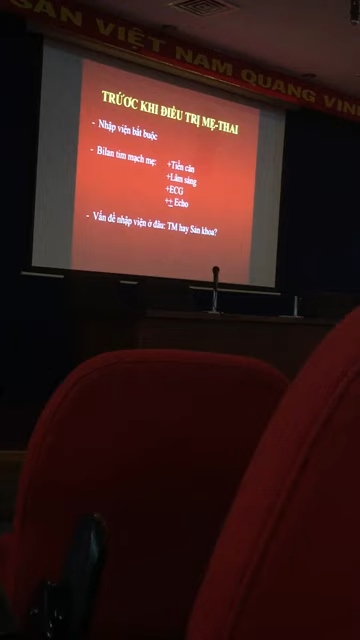 SẢN VIỆT NAM QUANG VINH
TRƯỚC KHI ĐIỀU TRỊ MẸ-THAI
- Nhập viện bắt buộc
- Bilan tim mạch mẹ: +Tiền căn
+Lâm sàng
+ECG
+± Echo
- Vấn đề nhập viện ở đâu: TM hay Sản khoa?